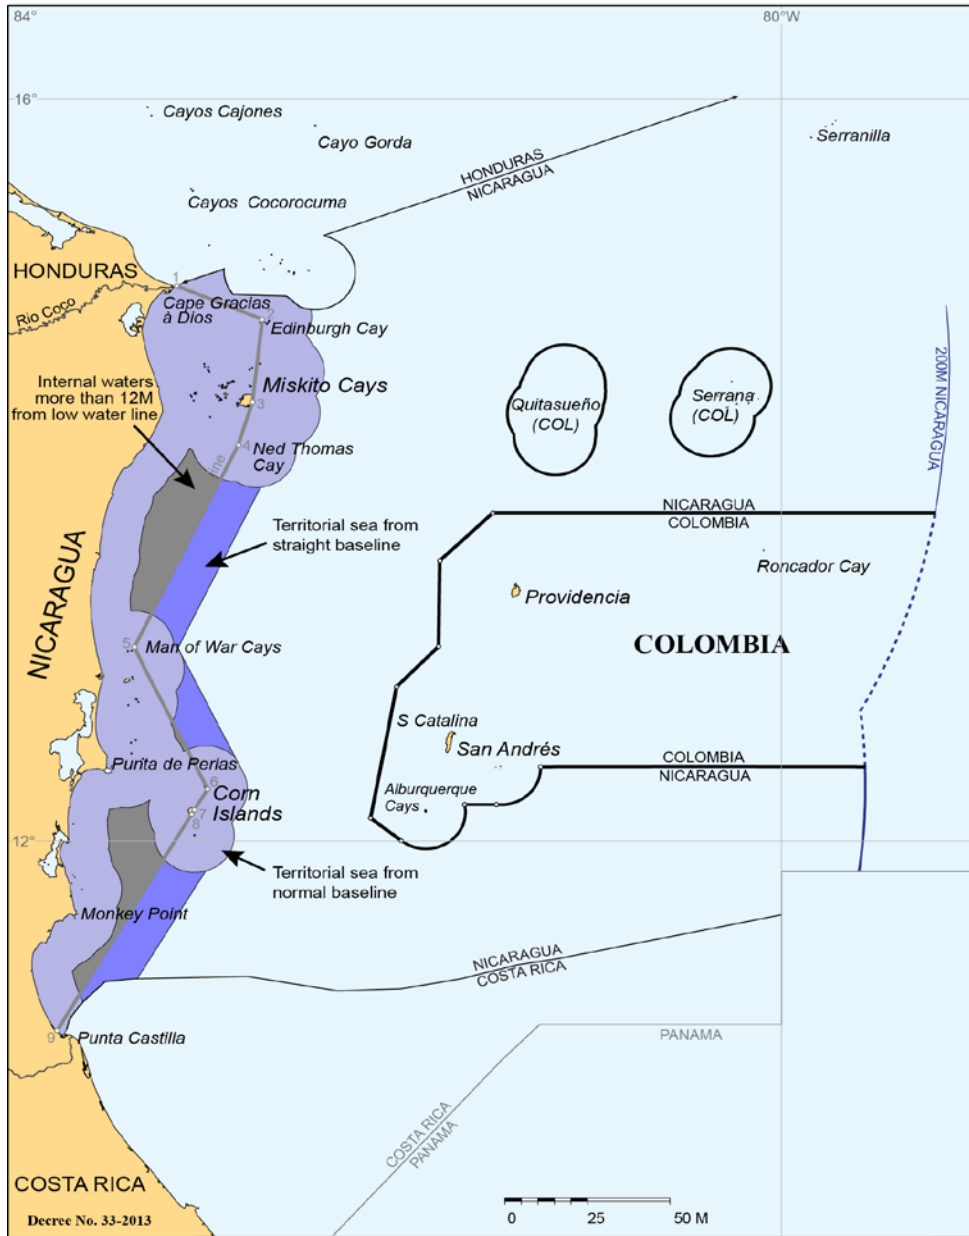 84°
80°W
16°
Cayos Cajones
Cayo Gorda
Serranilla
HONDURAS
NICARAGUA
Cayos Cocorocuma
HONDURAS
1
Rio Coco
Cape Gracias
à Dios
2
Edinburgh Cay
Internal waters
more than 12M
from low water line
Miskito Cays
3
4
Ned Thomas
Cay
line
Quitasueño
(COL)
Serrana
(COL)
200M NICARAGUA
NICARAGUA
COLOMBIA
Territorial sea from
straight baseline
Roncador Cay
NICARAGUA
Providencia
5
Man of War Cays
COLOMBIA
S Catalina
San Andrés
COLOMBIA
NICARAGUA
Punta de Perlas
6
Corn
Islands
7
8
Alburquerque
Cays
12°
Territorial sea from
normal baseline
Monkey Point
NICARAGUA
COSTA RICA
9
Punta Castilla
PANAMA
COSTA RICA
PANAMA
COSTA RICA
Decree No. 33-2013
0 25 50 M